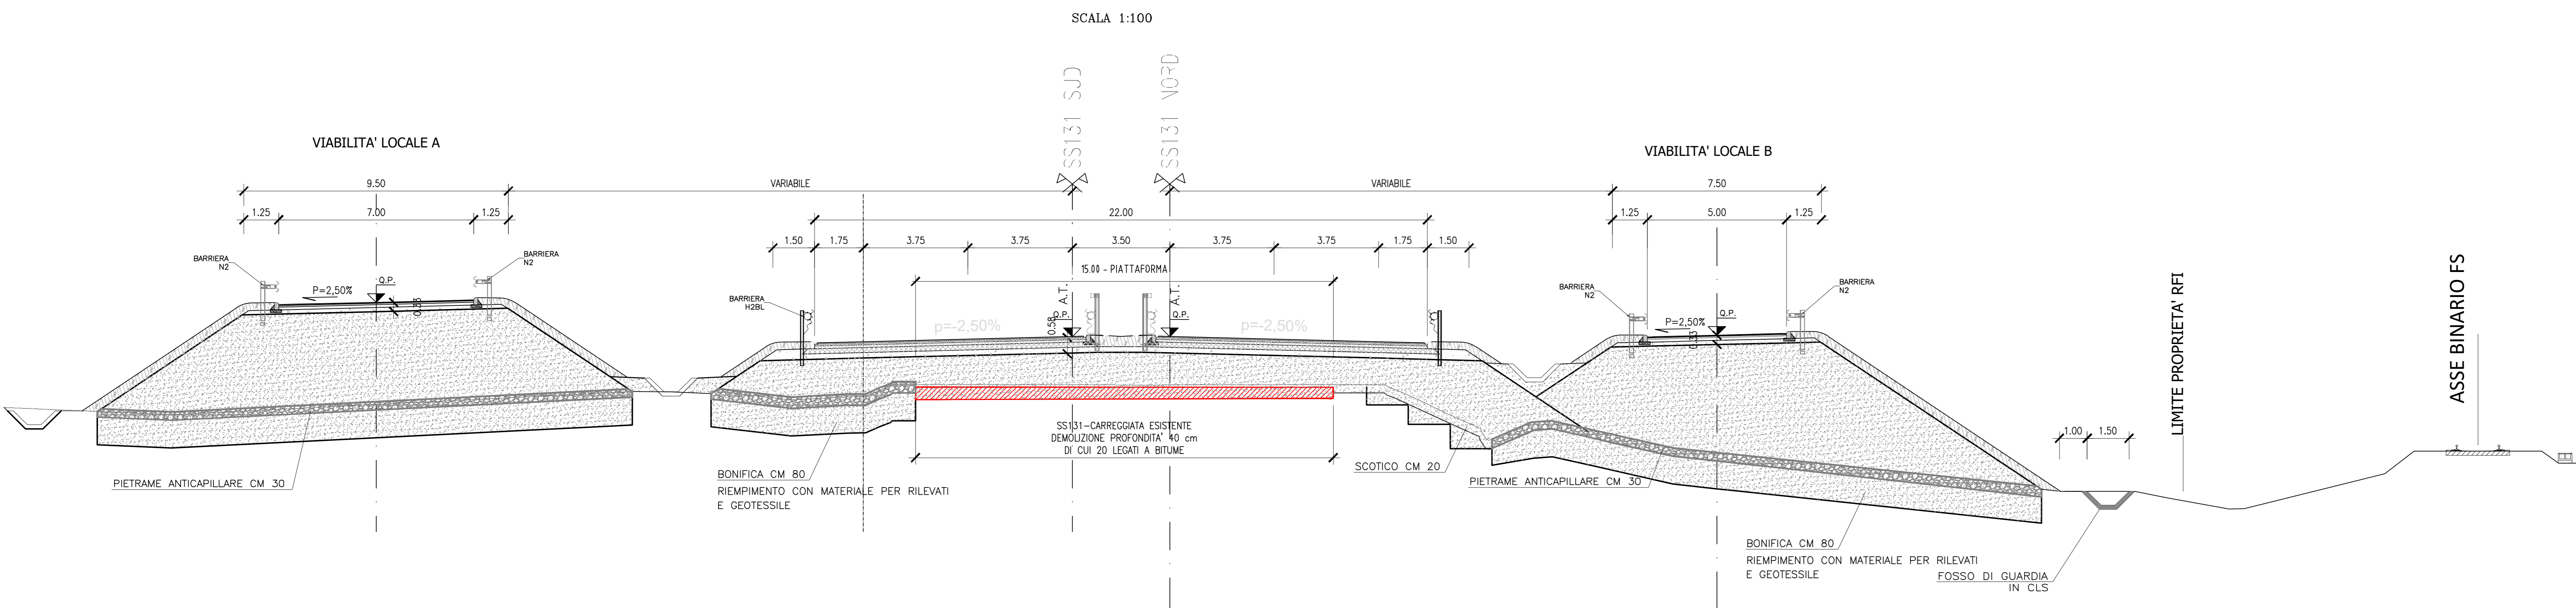 SCALA 1:100
SS131 SUD
SS131 NORD
VIABILITA' LOCALE A
VIABILITA' LOCALE B
9.50
VARIABILE
VARIABILE
7.50
1.25
7.00
1.25
22.00
1.25
5.00
1.25
1.50
1.75
3.75
3.75
3.50
3.75
3.75
1.75
1.50
15.00 - PIATTAFORMA
BARRIERA
N2
BARRIERA
N2
P=2,50%
Q.P.
0.33
BARRIERA
H2BL
A.T.
Q.P.
0.58
p=-2,50%
A.T.
Q.P.
p=-2,50%
BARRIERA
N2
BARRIERA
N2
P=2,50%
Q.P.
0.33
LIMITE PROPRIETA' RFI
ASSE BINARIO FS
SS131-CARREGGIATA ESISTENTE
DEMOLIZIONE PROFONDITA' 40 cm
DI CUI 20 LEGATI A BITUME
1.00
1.50
PIETRAME ANTICAPILLARE CM 30
BONIFICA CM 80
RIEMPIMENTO CON MATERIALE PER RILEVATI
E GEOTESSILE
SCOTICO CM 20
PIETRAME ANTICAPILLARE CM 30
BONIFICA CM 80
RIEMPIMENTO CON MATERIALE PER RILEVATI
E GEOTESSILE
FOSSO DI GUARDIA
IN CLS